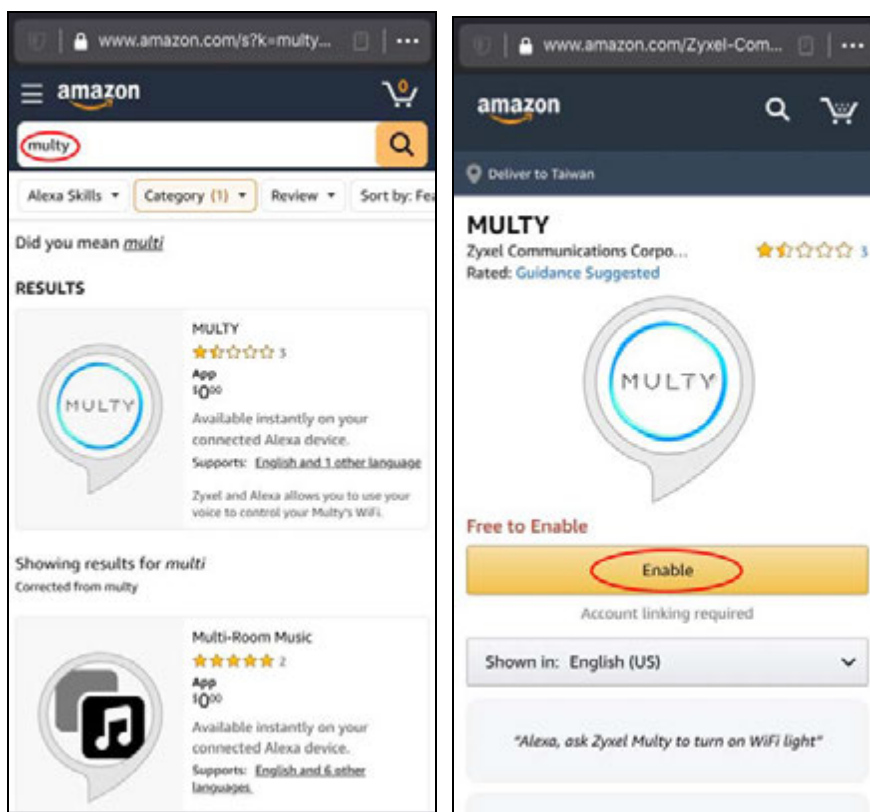 www.amazon.com/s?k=multy...
amazon
0
multy
Alexa Skills
Category (1)
Review
Sort by: Fea
Did you mean multi
RESULTS
MULTY
MULTY
3
App
$000
Available instantly on your
connected Alexa device.
Supports: English and 1 other language
Zyxel and Alexa allows you to use your
voice to control your Multy's WiFi.
Showing results for multi
Corrected from multy
Multi-Room Music
2
App
$000
Available instantly on your
connected Alexa device.
Supports: English and 6 other
languages.
www.amazon.com/Zyxel-Com...
amazon
Deliver to Taiwan
MULTY
Zyxel Communications Corpo...
3
Rated: Guidance Suggested
MULTY
Free to Enable
Enable
Account linking required
Shown in: English (US)
"Alexa, ask Zyxel Multy to turn on WiFi light"